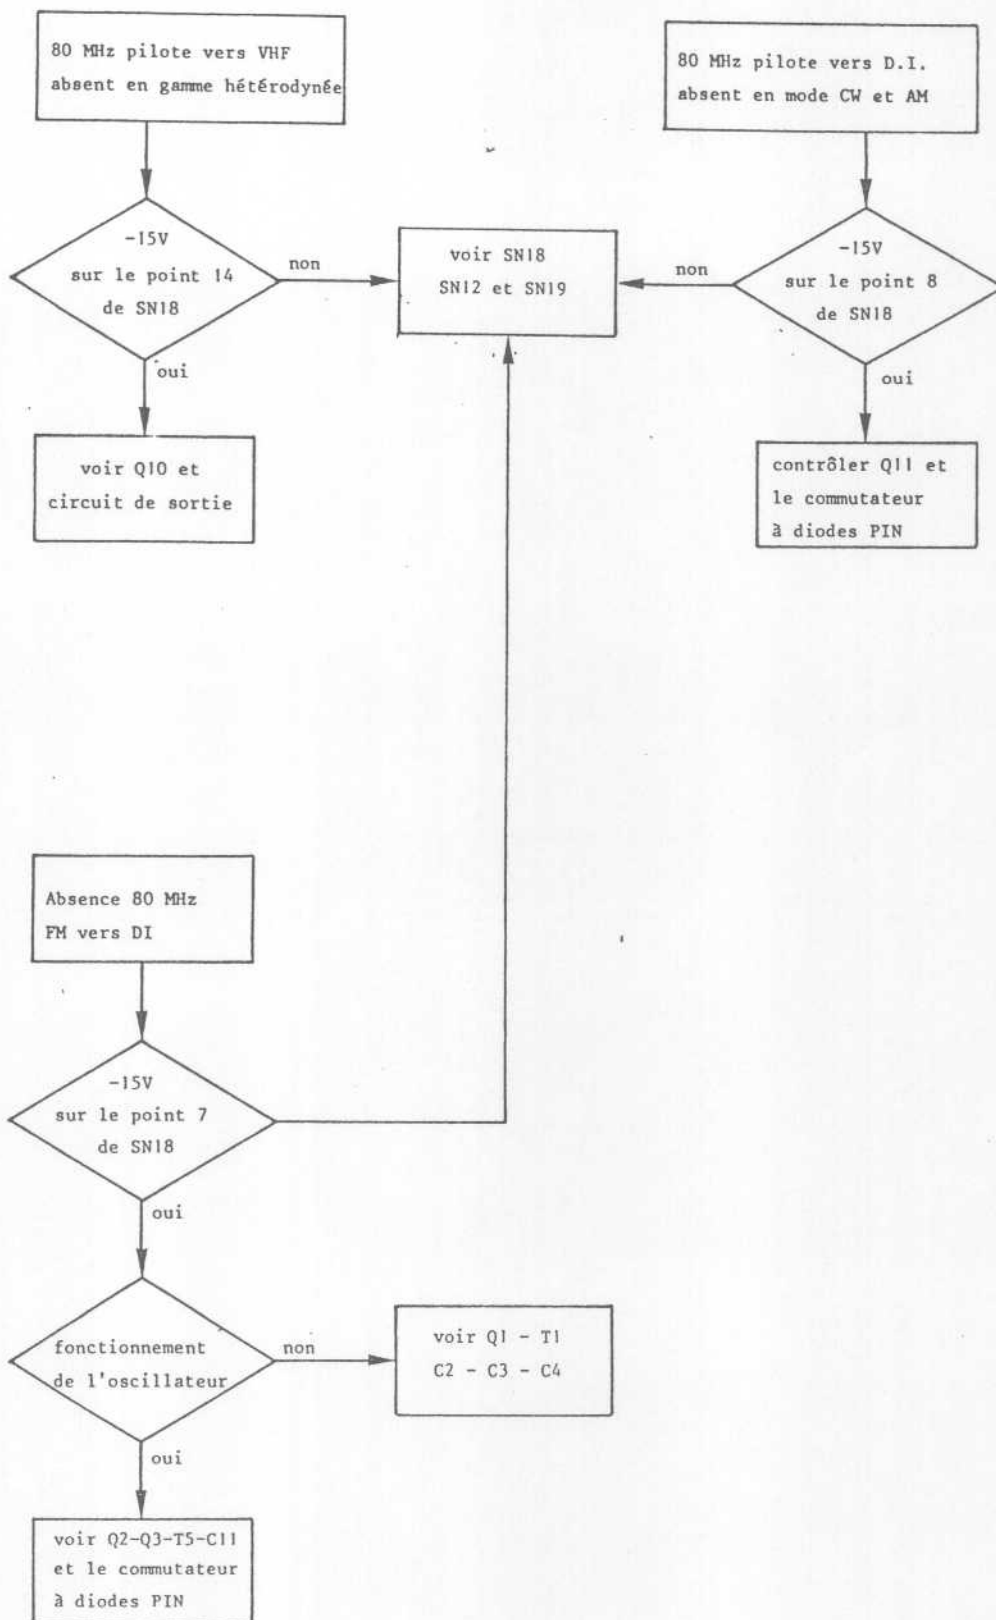 80 MHz pilote vers VHF
absent en gamme hétérodynée
80 MHz pilote vers D.I.
absent en mode CW et AM
-15V
sur le point 14
de SN18
non
oui
voir SN18
SN12 et SN19
non
-15V
sur le point 8
de SN18
oui
voir Q10 et
circuit de sortie
contrôler Q11 et
le commutateur
à diodes PIN
Absence 80 MHz
FM vers DI
-15V
sur le point 7
de SN18
oui
fonctionnement
de l'oscillateur
non
oui
voir Q1 - T1
C2 - C3 - C4
voir Q2-Q3-T5-C11
et le commutateur
à diodes PIN